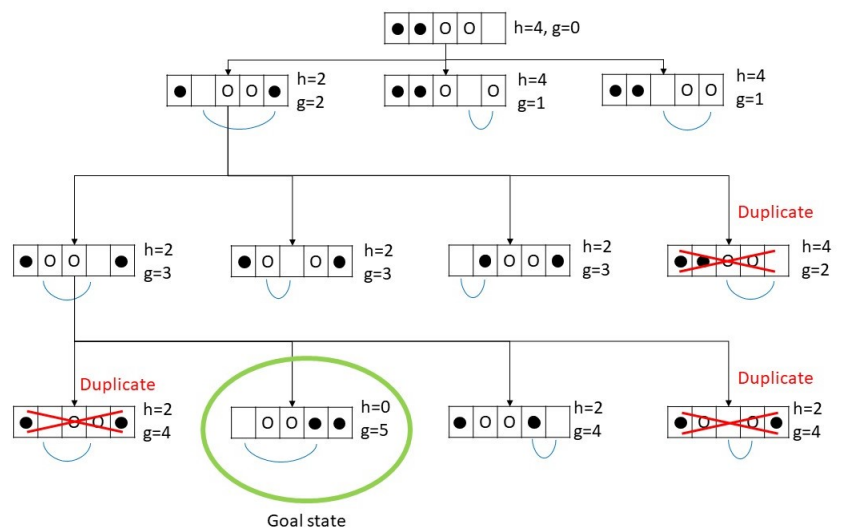 ● ● O O h=4, g=0
● O O ● h=2
g=2
● ● O O h=4
g=1
● ● O O h=4
g=1
Duplicate
● O O ● h=2
g=3
● O O ● h=2
g=3
● O O ● h=2
g=3
● ● O O h=4
g=2
Duplicate
Duplicate
● O O ● h=2
g=4
O O ● ● h=0
g=5
● O O ● h=2
g=4
● O O ● h=2
g=4
Goal state